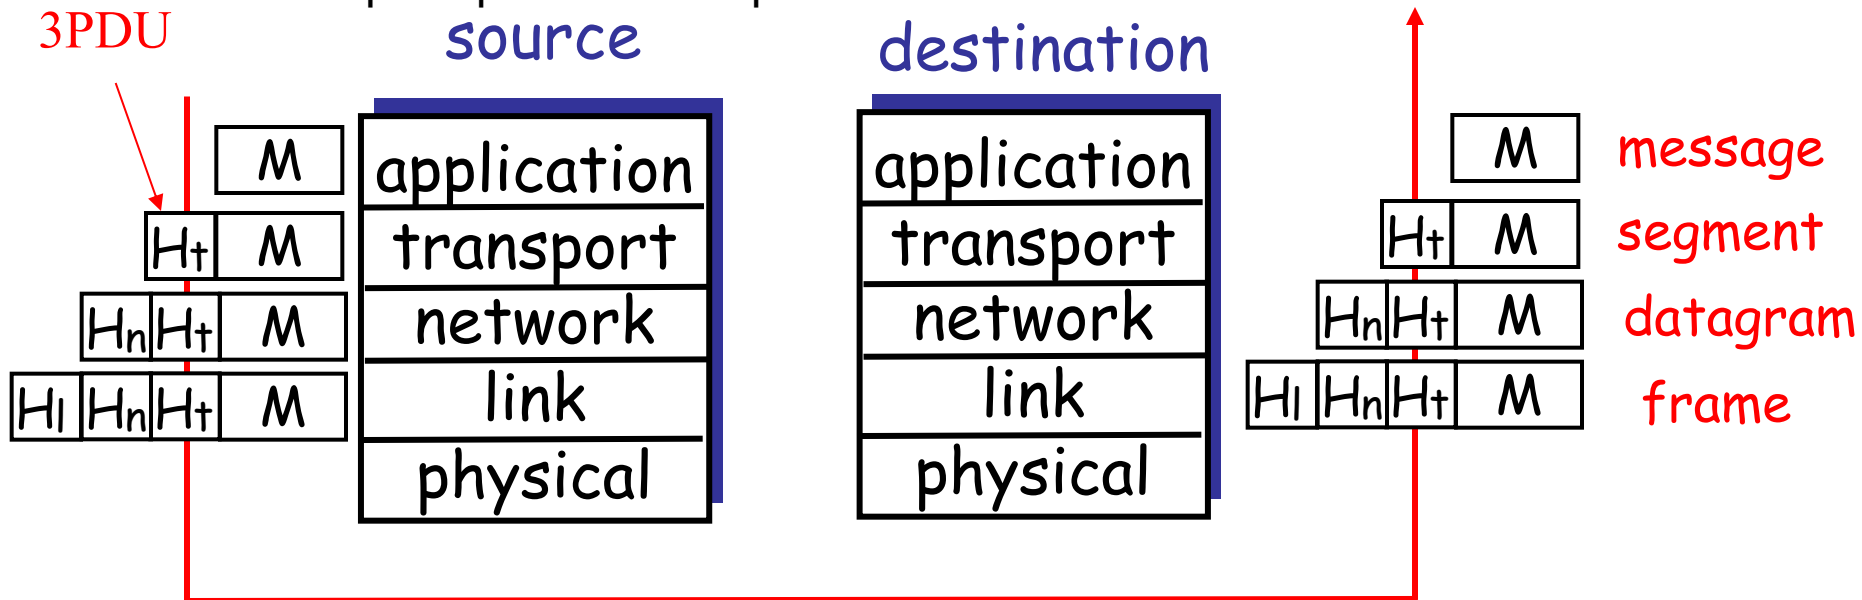 3PDU
source
destination
M
application
application
M
message
Ht M
transport
transport
Ht M
segment
Hn Ht M
network
network
Hn Ht M
datagram
Hl Hn Ht M
link
link
Hl Hn Ht M
frame
physical
physical